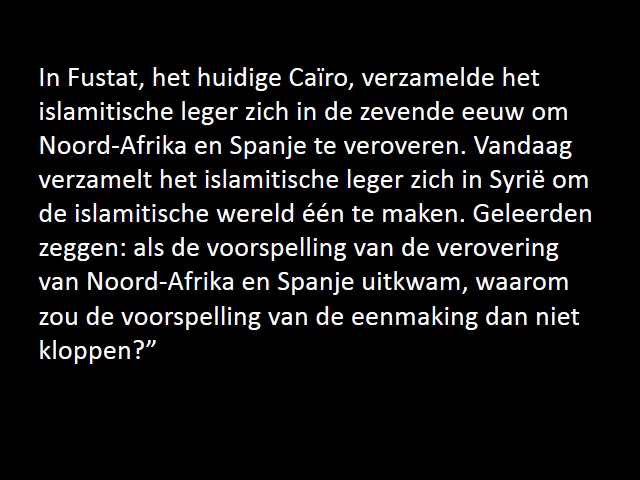 In Fustat, het huidige Caïro, verzamelde het
islamitische leger zich in de zevende eeuw om
Noord-Afrika en Spanje te veroveren. Vandaag
verzamelt het islamitische leger zich in Syrië om
de islamitische wereld één te maken. Geleerden
zeggen: als de voorspelling van de verovering
van Noord-Afrika en Spanje uitkwam, waarom
zou de voorspelling van de eenmaking dan niet
kloppen?”